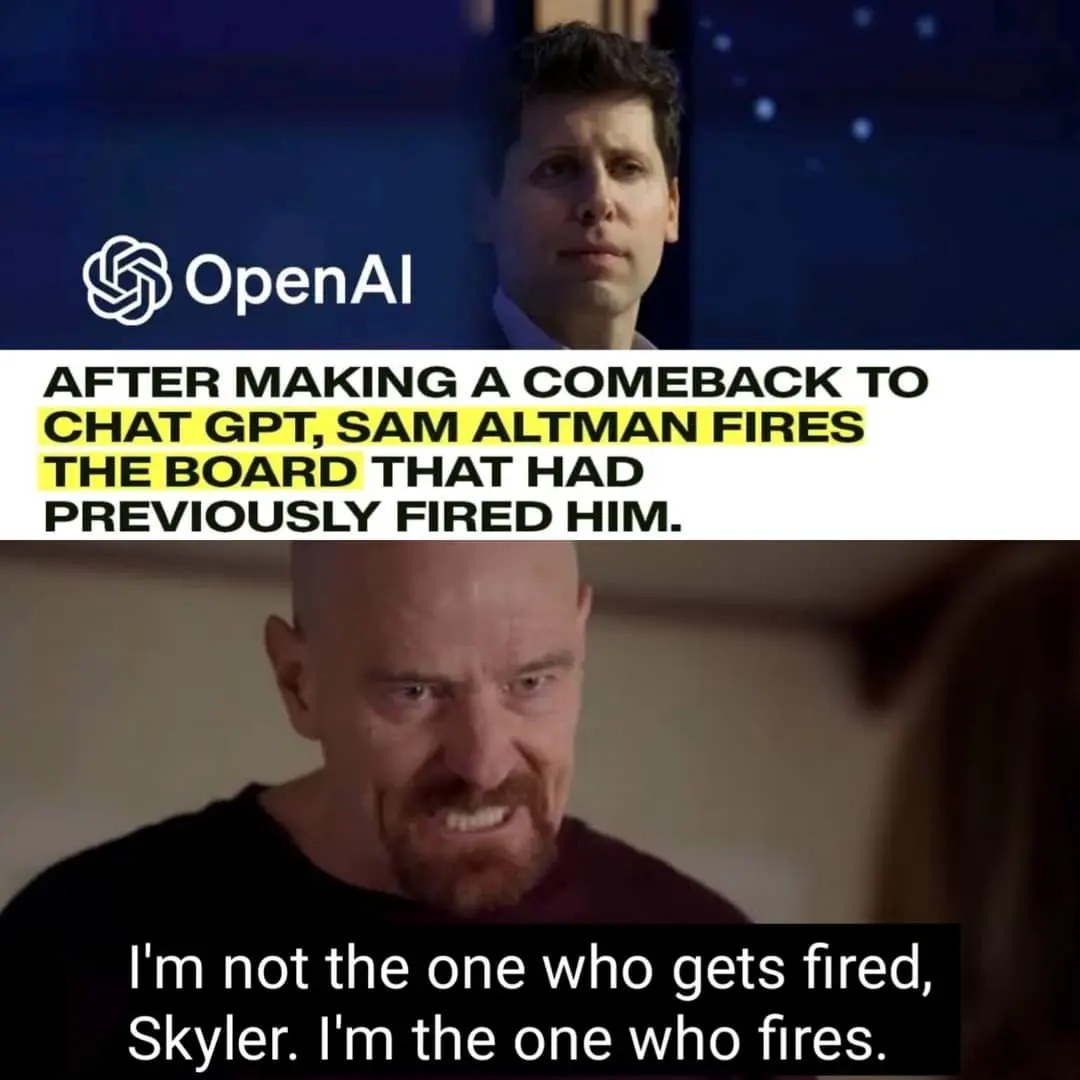 OpenAI
AFTER MAKING A COMEBACK TO
CHAT GPT, SAM ALTMAN FIRES
THE BOARD THAT HAD
PREVIOUSLY FIRED HIM.
I'm not the one who gets fired,
Skyler. I'm the one who fires.